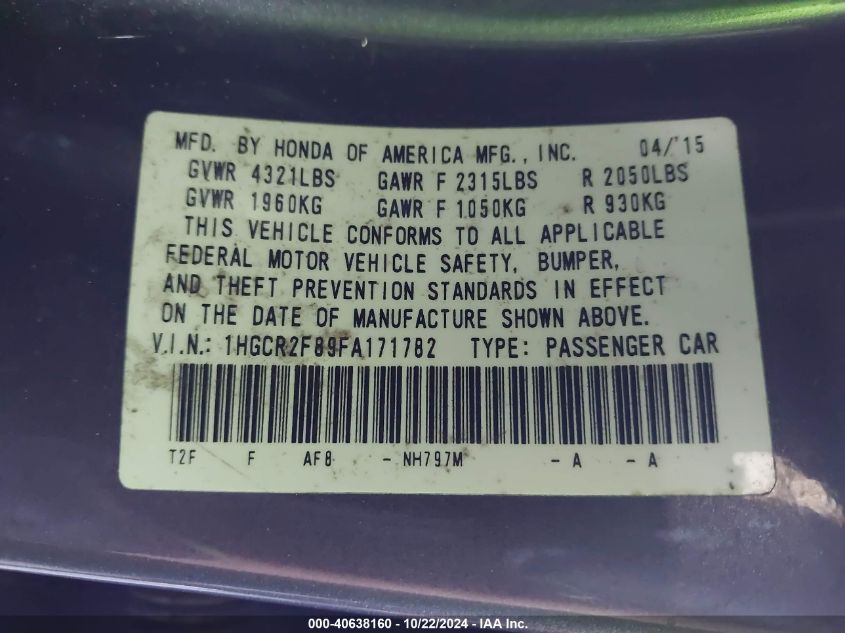 MFD. BY HONDA OF AMERICA MFG., INC. 04/'15
GVWR 4321LBS GAWR F 2315LBS R 2050LBS
GVWR 1960KG GAWR F 1050KG R 930KG
THIS VEHICLE CONFORMS TO ALL APPLICABLE
FEDERAL MOTOR VEHICLE SAFETY, BUMPER,
AND THEFT PREVENTION STANDARDS IN EFFECT
ON THE DATE OF MANUFACTURE SHOWN ABOVE.
V.I.N.: 1HGCR2F89FA171782 TYPE: PASSENGER CAR
T2F F AF8 - NH797M - A - A
000-40638160 - 10/22/2024 - IAA Inc.